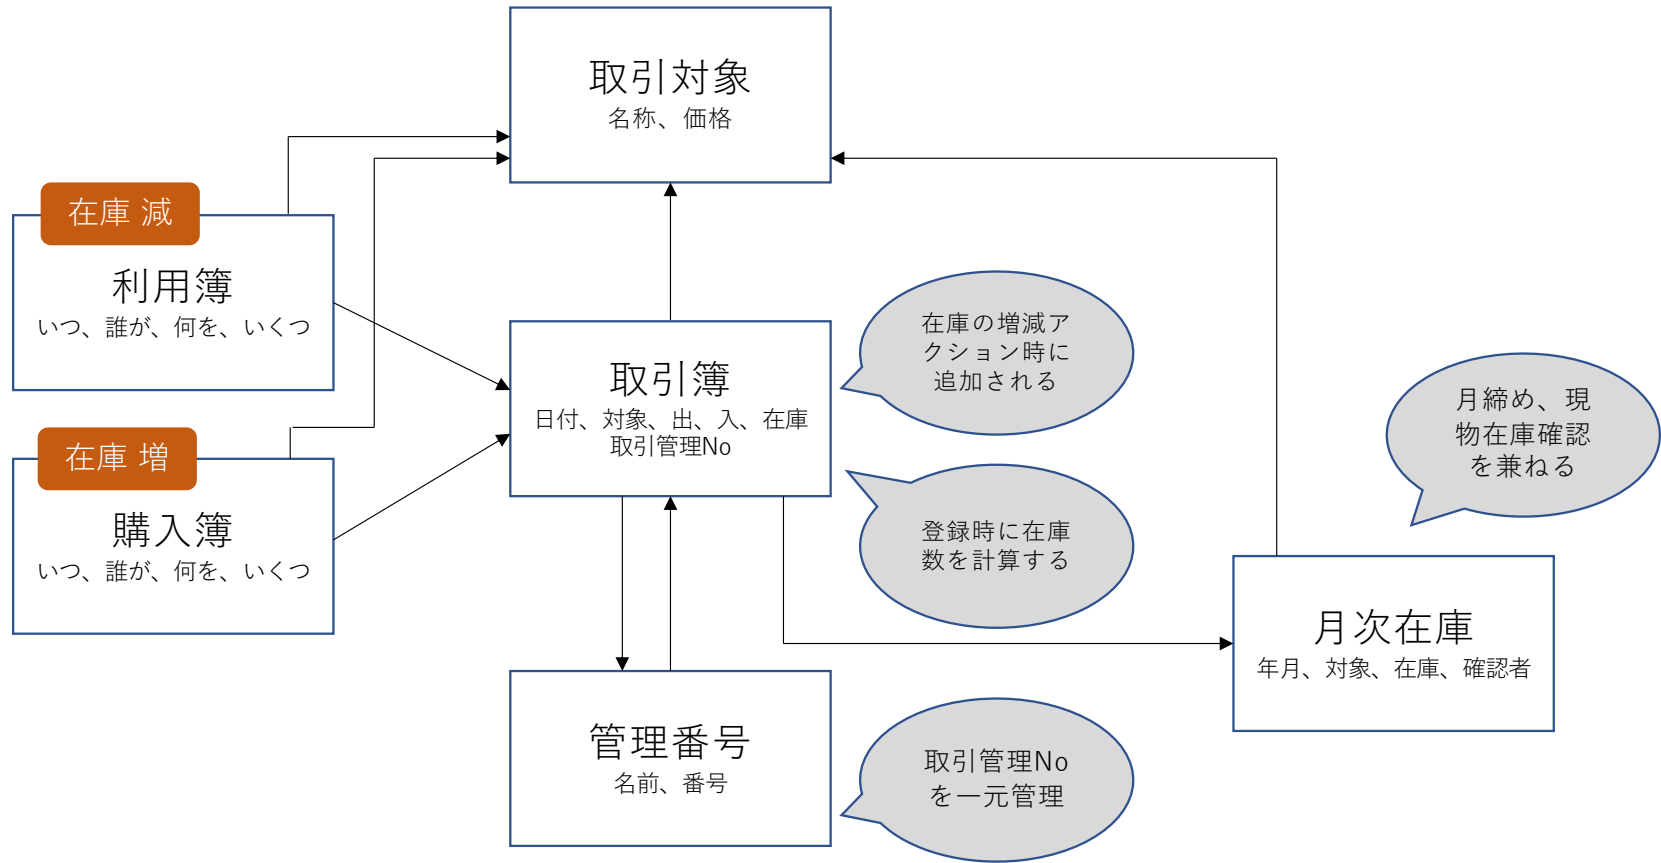 取引対象
名称、価格
在庫 減
利用簿
いつ、誰が、何を、いくつ
在庫 増
購入簿
いつ、誰が、何を、いくつ
取引簿
日付、対象、出、入、在庫
取引管理No
在庫の増減ア
クション時に
追加される
登録時に在庫
数を計算する
月締め、現
物在庫確認
を兼ねる
月次在庫
年月、対象、在庫、確認者
管理番号
名前、番号
取引管理No
を一元管理